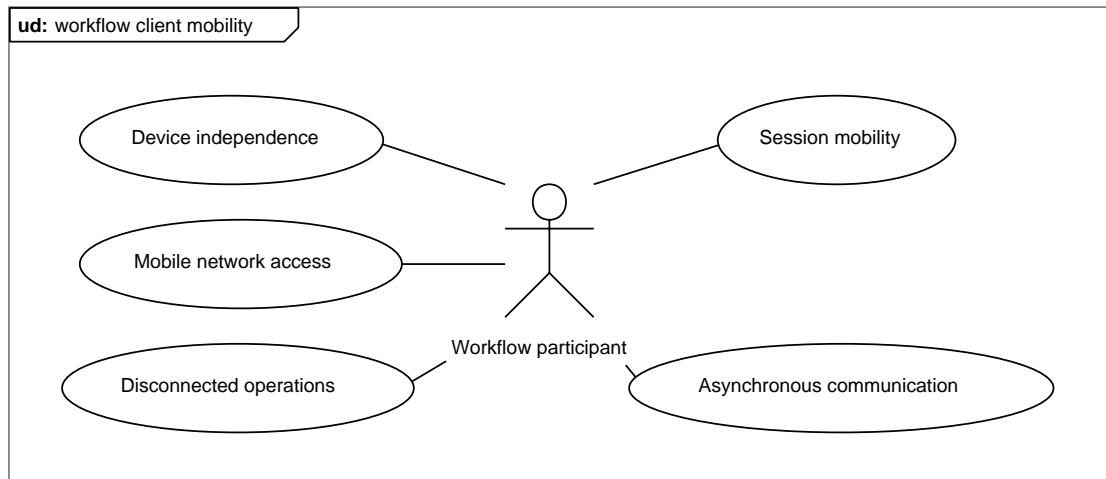 ud: workflow client mobility
Device independence
Session mobility
Mobile network access
Workflow participant
Disconnected operations
Asynchronous communication